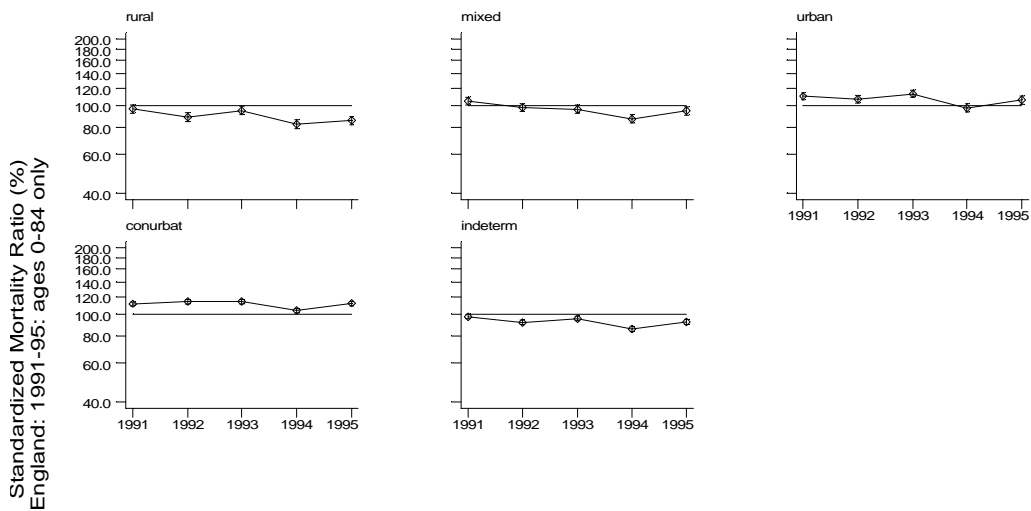 Standardized Mortality Ratio (%)
England: 1991-95: ages 0-84 only
rural
200.0
180.0
160.0
140.0
120.0
100.0
80.0
60.0
40.0
mixed
urban
1991 1992 1993 1994 1995
conurbat
200.0
180.0
160.0
140.0
120.0
100.0
80.0
60.0
40.0
1991 1992 1993 1994 1995
indeterm
1991 1992 1993 1994 1995